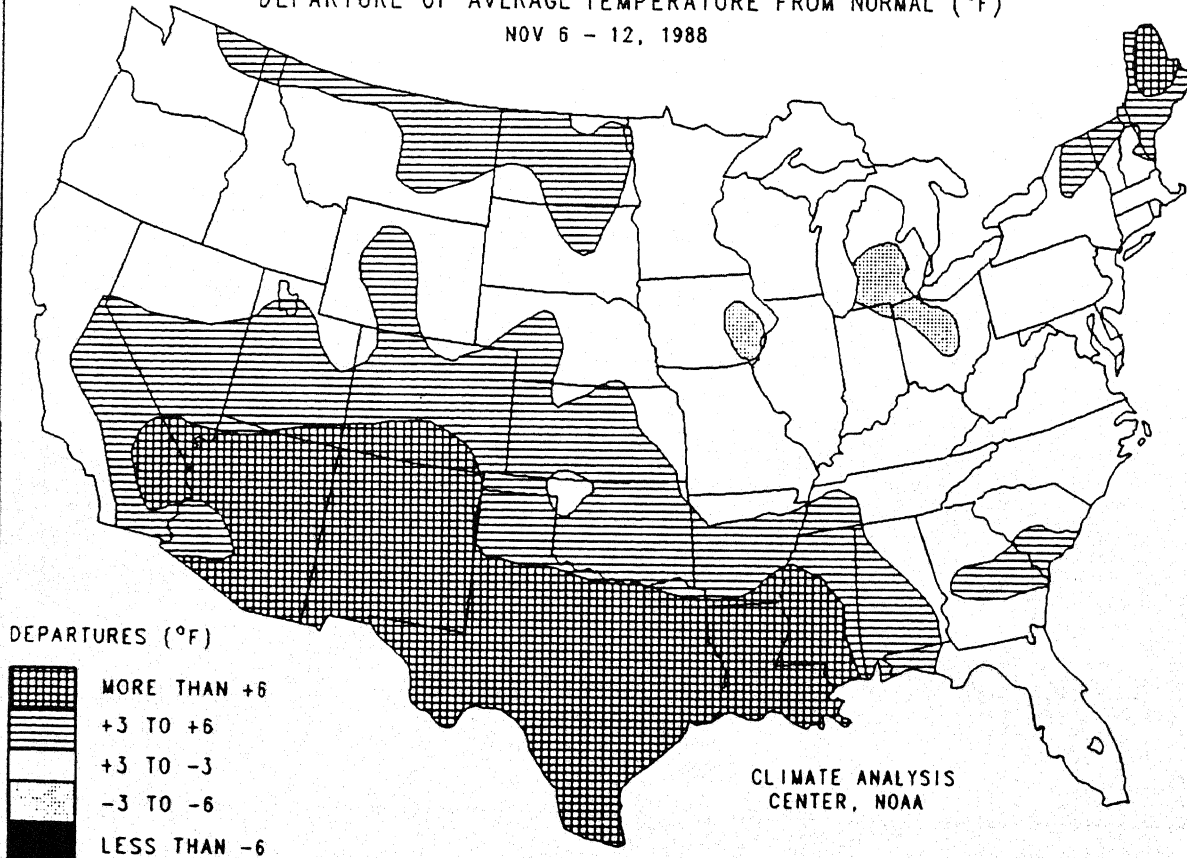 DEPARTURE OF AVERAGE TEMPERATURE FROM NORMAL (°F)
NOV 6 - 12, 1988
DEPARTURES (°F)
MORE THAN +6
+3 TO +6
+3 TO -3
-3 TO -6
LESS THAN -6
CLIMATE ANALYSIS
CENTER, NOAA